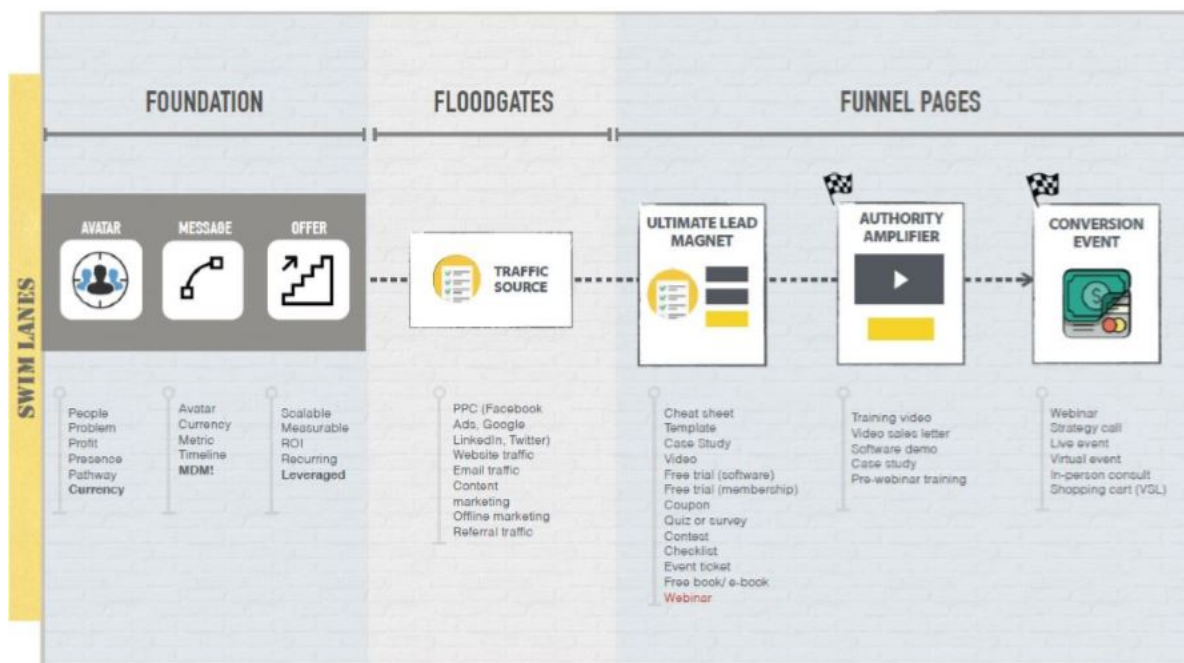 SWIM LANES
FOUNDATION
FLOODGATES
FUNNEL PAGES
AVATAR
MESSAGE
OFFER
TRAFFIC
SOURCE
ULTIMATE LEAD
MAGNET
AUTHORITY
AMPLIFIER
CONVERSION
EVENT
People
Problem
Profit
Presence
Pathway
Currency
Avatar
Currency
Metric
Timeline
MDM!
Scalable
Measurable
ROI
Recurring
Leveraged
PPC (Facebook
Ads, Google
LinkedIn, Twitter)
Website traffic
Email traffic
Content
marketing
Offline marketing
Referral traffic
Cheat sheet
Template
Case Study
Video
Free trial (software)
Free trial (membership)
Coupon
Quiz or survey
Contest
Checklist
Event ticket
Free book/ e-book
Webinar
Training video
Video sales letter
Software demo
Case study
Pre-webinar training
Webinar
Strategy call
Live event
Virtual event
In-person consult
Shopping cart (VSL)